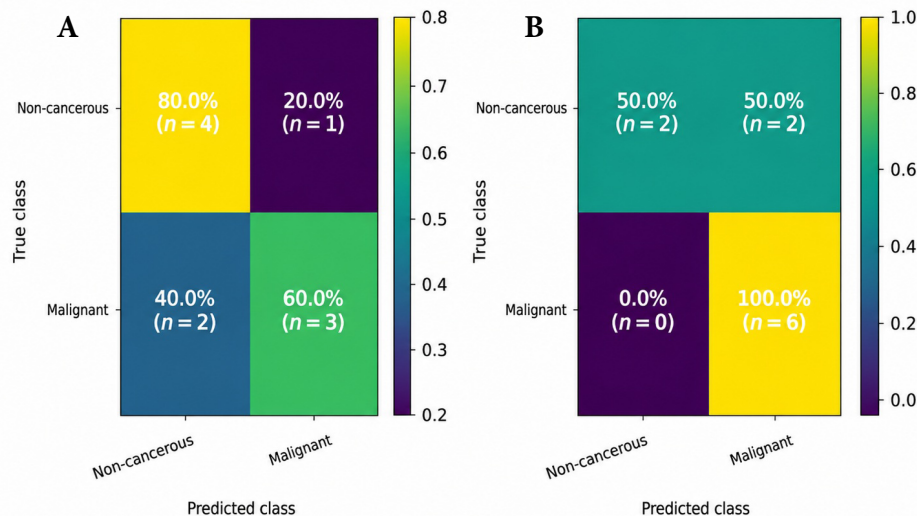 A
Non-cancerous
Malignant
True class
80.0%
(n = 4)
20.0%
(n = 1)
40.0%
(n = 2)
60.0%
(n = 3)
Non-cancerous
Malignant
Predicted class
0.8
0.7
0.6
0.5
0.4
0.3
0.2
B
Non-cancerous
Malignant
True class
50.0%
(n = 2)
50.0%
(n = 2)
0.0%
(n = 0)
100.0%
(n = 6)
Non-cancerous
Malignant
Predicted class
1.0
0.8
0.6
0.4
0.2
0.0